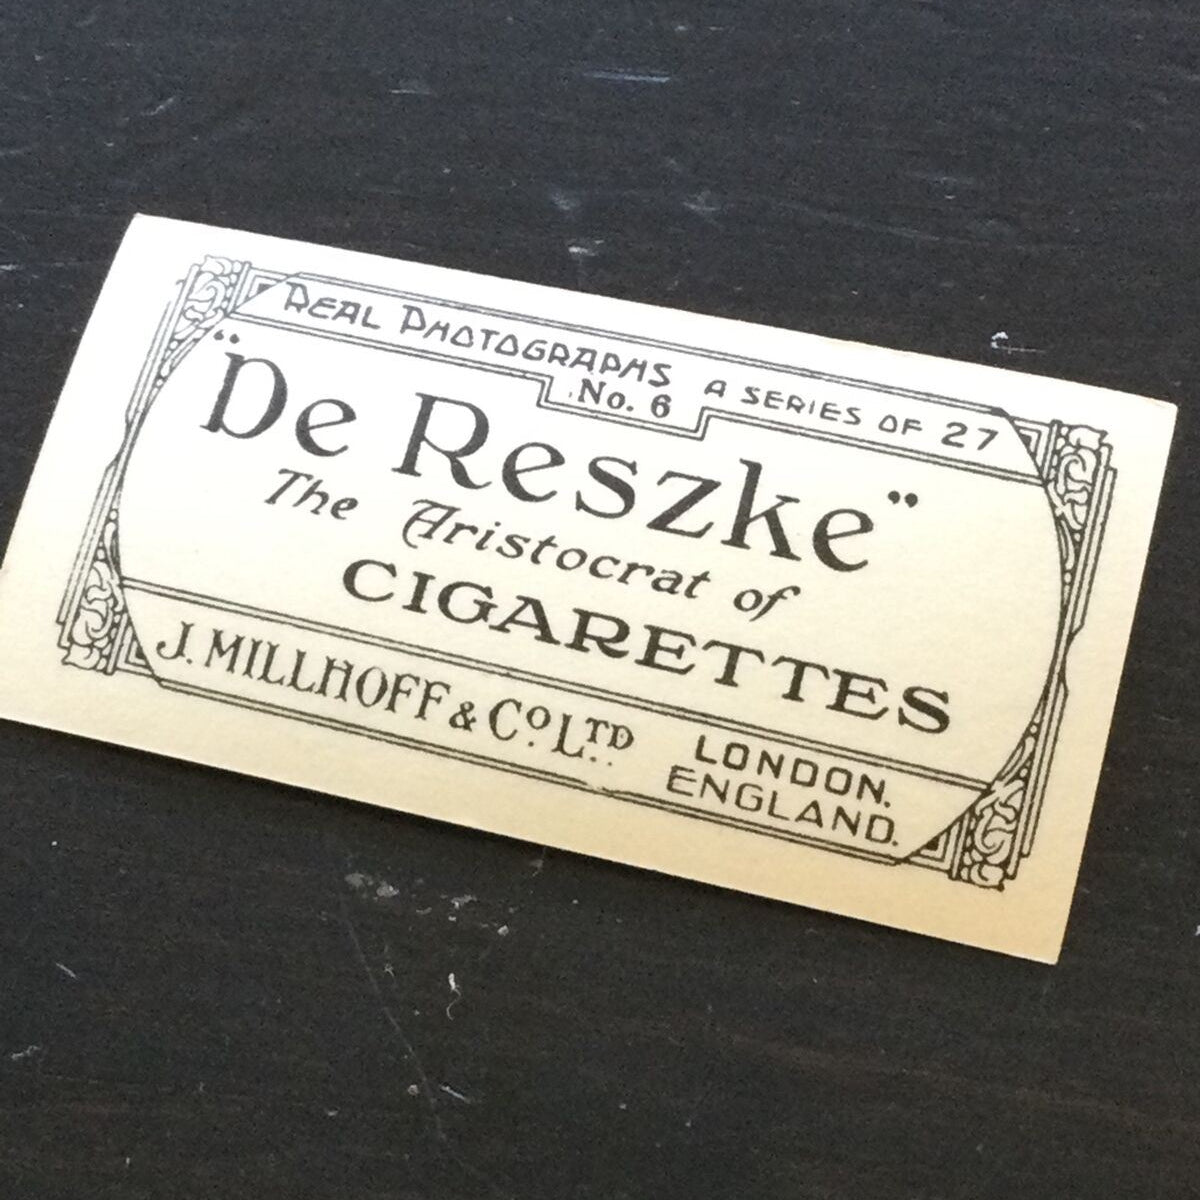 REAL PHOTOGRAPHS A SERIES OF 27
No. 6
"De Reszke"
The Aristocrat of
CIGARETTES
J. MILLHOFF & Co. LTD.
LONDON.
ENGLAND.